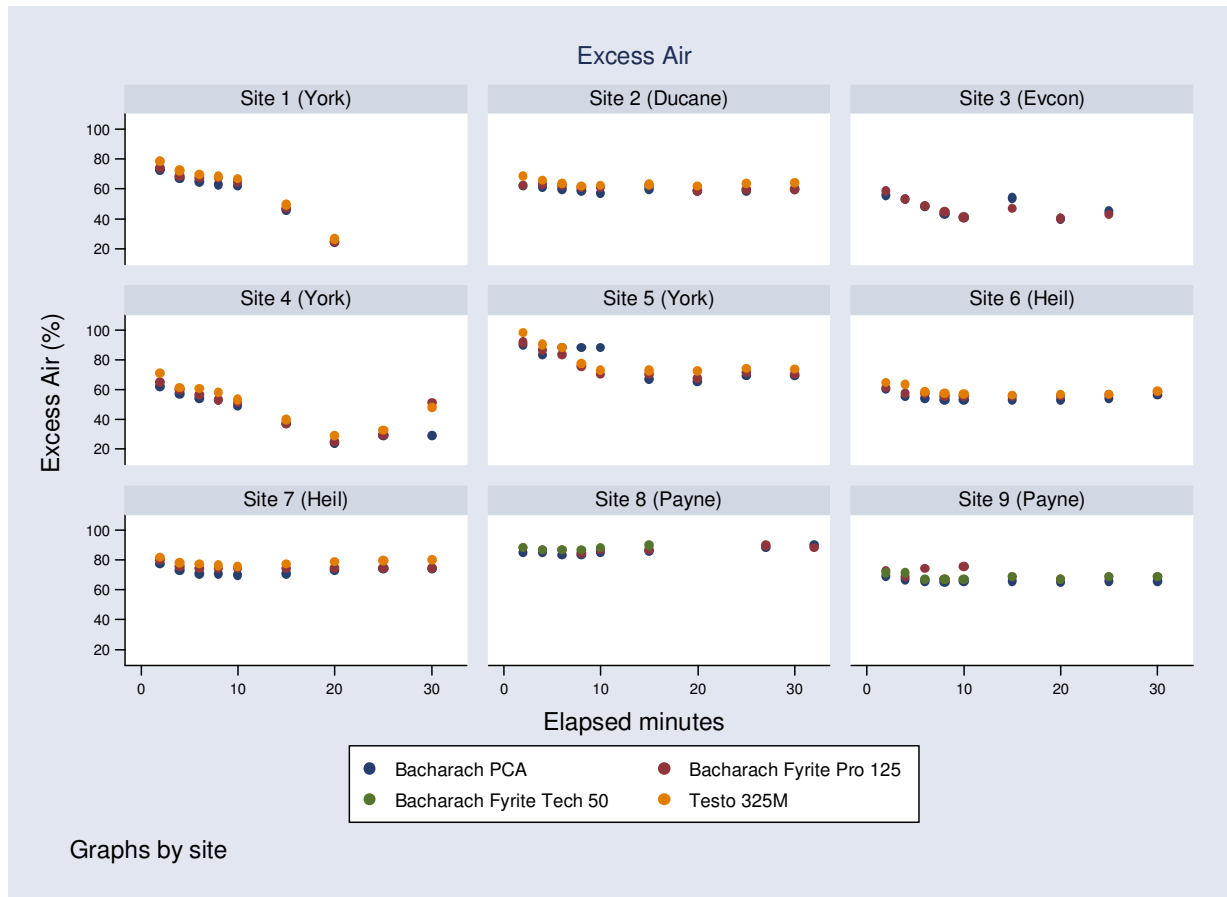 Excess Air
Site 1 (York)
Site 2 (Ducane)
Site 3 (Evcon)
100
80
60
40
20
Site 4 (York)
Site 5 (York)
Site 6 (Heil)
100
80
60
40
20
Site 7 (Heil)
Site 8 (Payne)
Site 9 (Payne)
100
80
60
40
20
Excess Air (%)
0 10 20 30 0 10 20 30 0 10 20 30
Elapsed minutes
Bacharach PCA
Bacharach Fyrite Pro 125
Bacharach Fyrite Tech 50
Testo 325M
Graphs by site